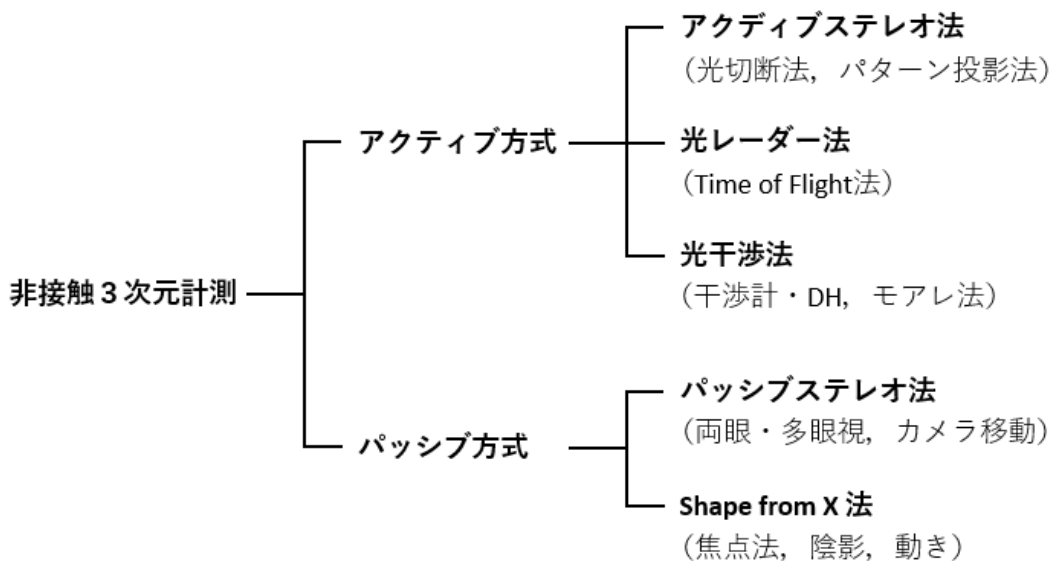 アクディブステレオ法
（光切断法，パターン投影法）
アクティブ方式
光レーダー法
（Time of Flight法）
光干渉法
（干渉計・DH，モアレ法）
非接触３次元計測
パッシブステレオ法
（両眼・多眼視，カメラ移動）
パッシブ方式
Shape from X 法
（焦点法，陰影，動き）